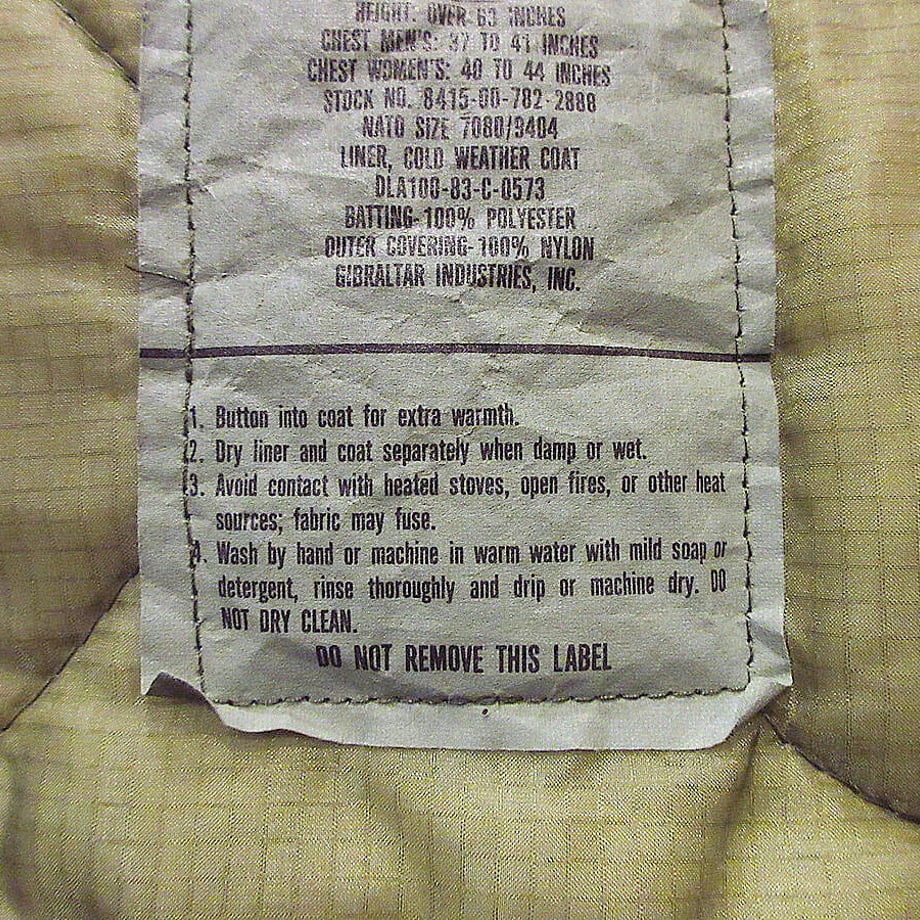 HEIGHT: OVER 69 INCHES
CHEST MEN'S: 37 TO 41 INCHES
CHEST WOMEN'S: 40 TO 44 INCHES
STOCK NO. 8415-00-782-2888
NATO SIZE 7080/9404
LINER, COLD WEATHER COAT
DLA100-83-C-0573
BATTING-100% POLYESTER
OUTER COVERING-100% NYLON
GIBRALTAR INDUSTRIES, INC.
1. Button into coat for extra warmth.
2. Dry liner and coat separately when damp or wet.
3. Avoid contact with heated stoves, open fires, or other heat
sources; fabric may fuse.
4. Wash by hand or machine in warm water with mild soap or
detergent, rinse thoroughly and drip or machine dry. DO
NOT DRY CLEAN.
DO NOT REMOVE THIS LABEL